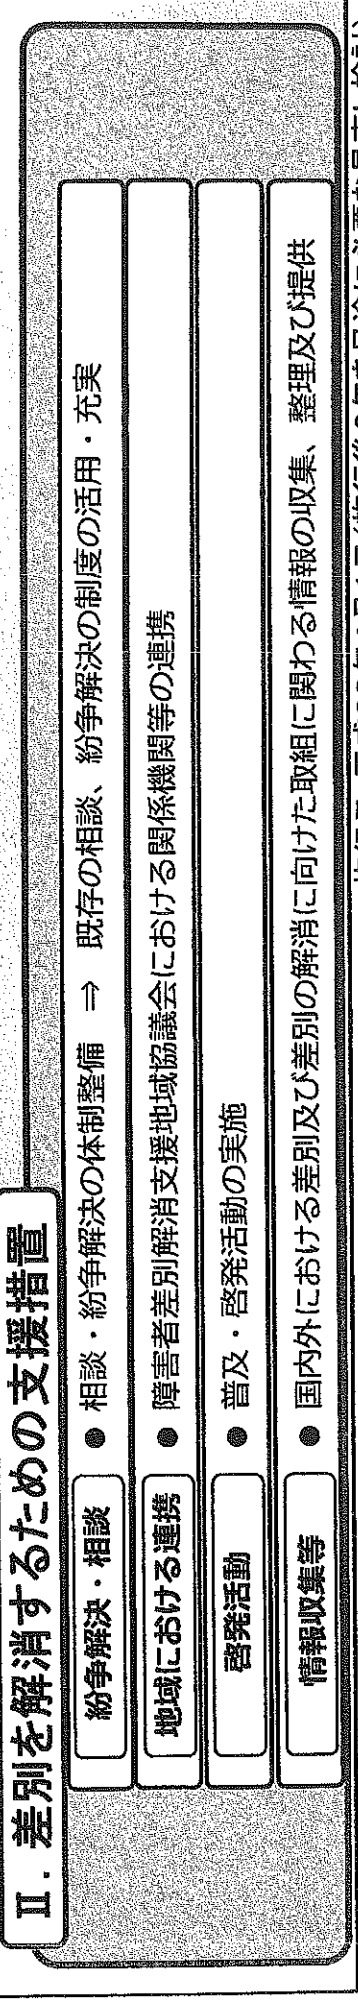 Ⅱ. 差別を解消するための支援措置
紛争解決・相談
● 相談・紛争解決の体制整備 ⇒ 既存の相談、紛争解決の制度の活用・充実
地域における連携
● 障害者差別解消支援地域協議会における関係機関等の連携
啓発活動
● 普及・啓発活動の実施
情報収集等
● 国内外における差別及び差別の解消に向けた取組に関わる情報の収集、整理及び提供